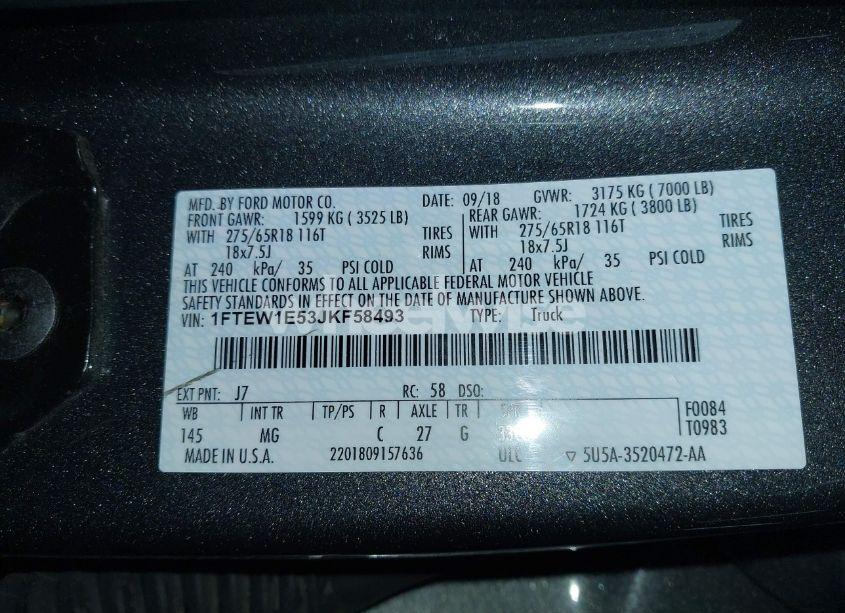 MFD. BY FORD MOTOR CO. DATE: 09/18 GVWR: 3175 KG ( 7000 LB)
FRONT GAWR: 1599 KG ( 3525 LB) REAR GAWR: 1724 KG ( 3800 LB)
WITH 275/65R18 116T TIRES WITH 275/65R18 116T TIRES
18x7.5J RIMS 18x7.5J RIMS
AT 240 kPa/ 35 PSI COLD AT 240 kPa/ 35 PSI COLD
THIS VEHICLE CONFORMS TO ALL APPLICABLE FEDERAL MOTOR VEHICLE
SAFETY STANDARDS IN EFFECT ON THE DATE OF MANUFACTURE SHOWN ABOVE.
VIN: 1FTEW1E53JKF58493 TYPE: Truck
EXT PNT: J7 RC: 58 DSO:
WB INT TR TP/PS R AXLE TR F0084
145 MG C 27 G T0983
MADE IN U.S.A. 2201809157636 ULC ▽ 5U5A-3520472-AA